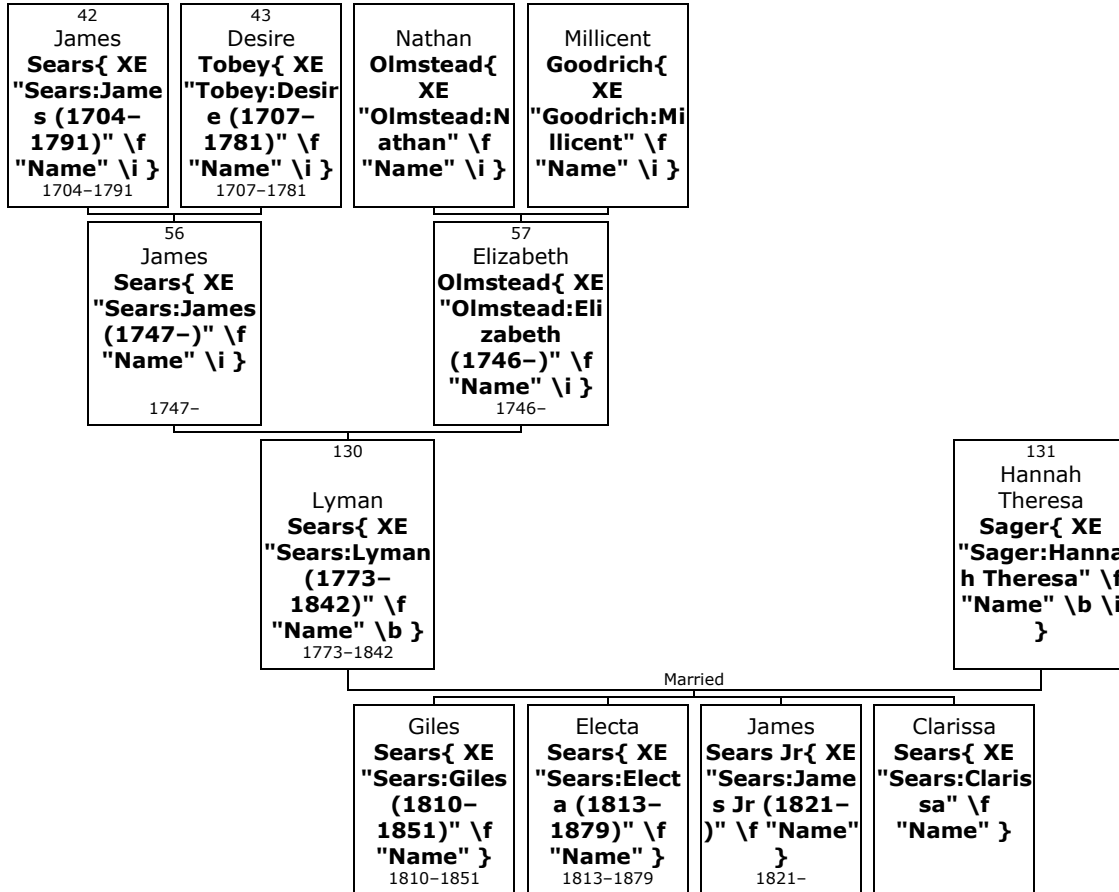 42
James
Sears{ XE
"Sears:Jame
s (1704–
1791)" \f
"Name" \i }
1704–1791
43
Desire
Tobey{ XE
"Tobey:Desir
e (1707–
1781)" \f
"Name" \i }
1707–1781
Nathan
Olmstead{
XE
"Olmstead:N
athan" \f
"Name" \i }
Millicent
Goodrich{
XE
"Goodrich:Mi
llicent" \f
"Name" \i }
56
James
Sears{ XE
"Sears:James
(1747–)" \f
"Name" \i }
1747–
57
Elizabeth
Olmstead{ XE
"Olmstead:Eli
zabeth
(1746–)" \f
"Name" \i }
1746–
130
Lyman
Sears{ XE
"Sears:Lyman
(1773–
1842)" \f
"Name" \b }
1773–1842
131
Hannah
Theresa
Sager{ XE
"Sager:Hanna
h Theresa" \f
"Name" \b \i
}
Married
Giles
Sears{ XE
"Sears:Giles
(1810–
1851)" \f
"Name" }
1810–1851
Electa
Sears{ XE
"Sears:Elect
a (1813–
1879)" \f
"Name" }
1813–1879
James
Sears Jr{ XE
"Sears:Jame
s Jr (1821–
)" \f "Name"
}
1821–
Clarissa
Sears{ XE
"Sears:Claris
sa" \f
"Name" }